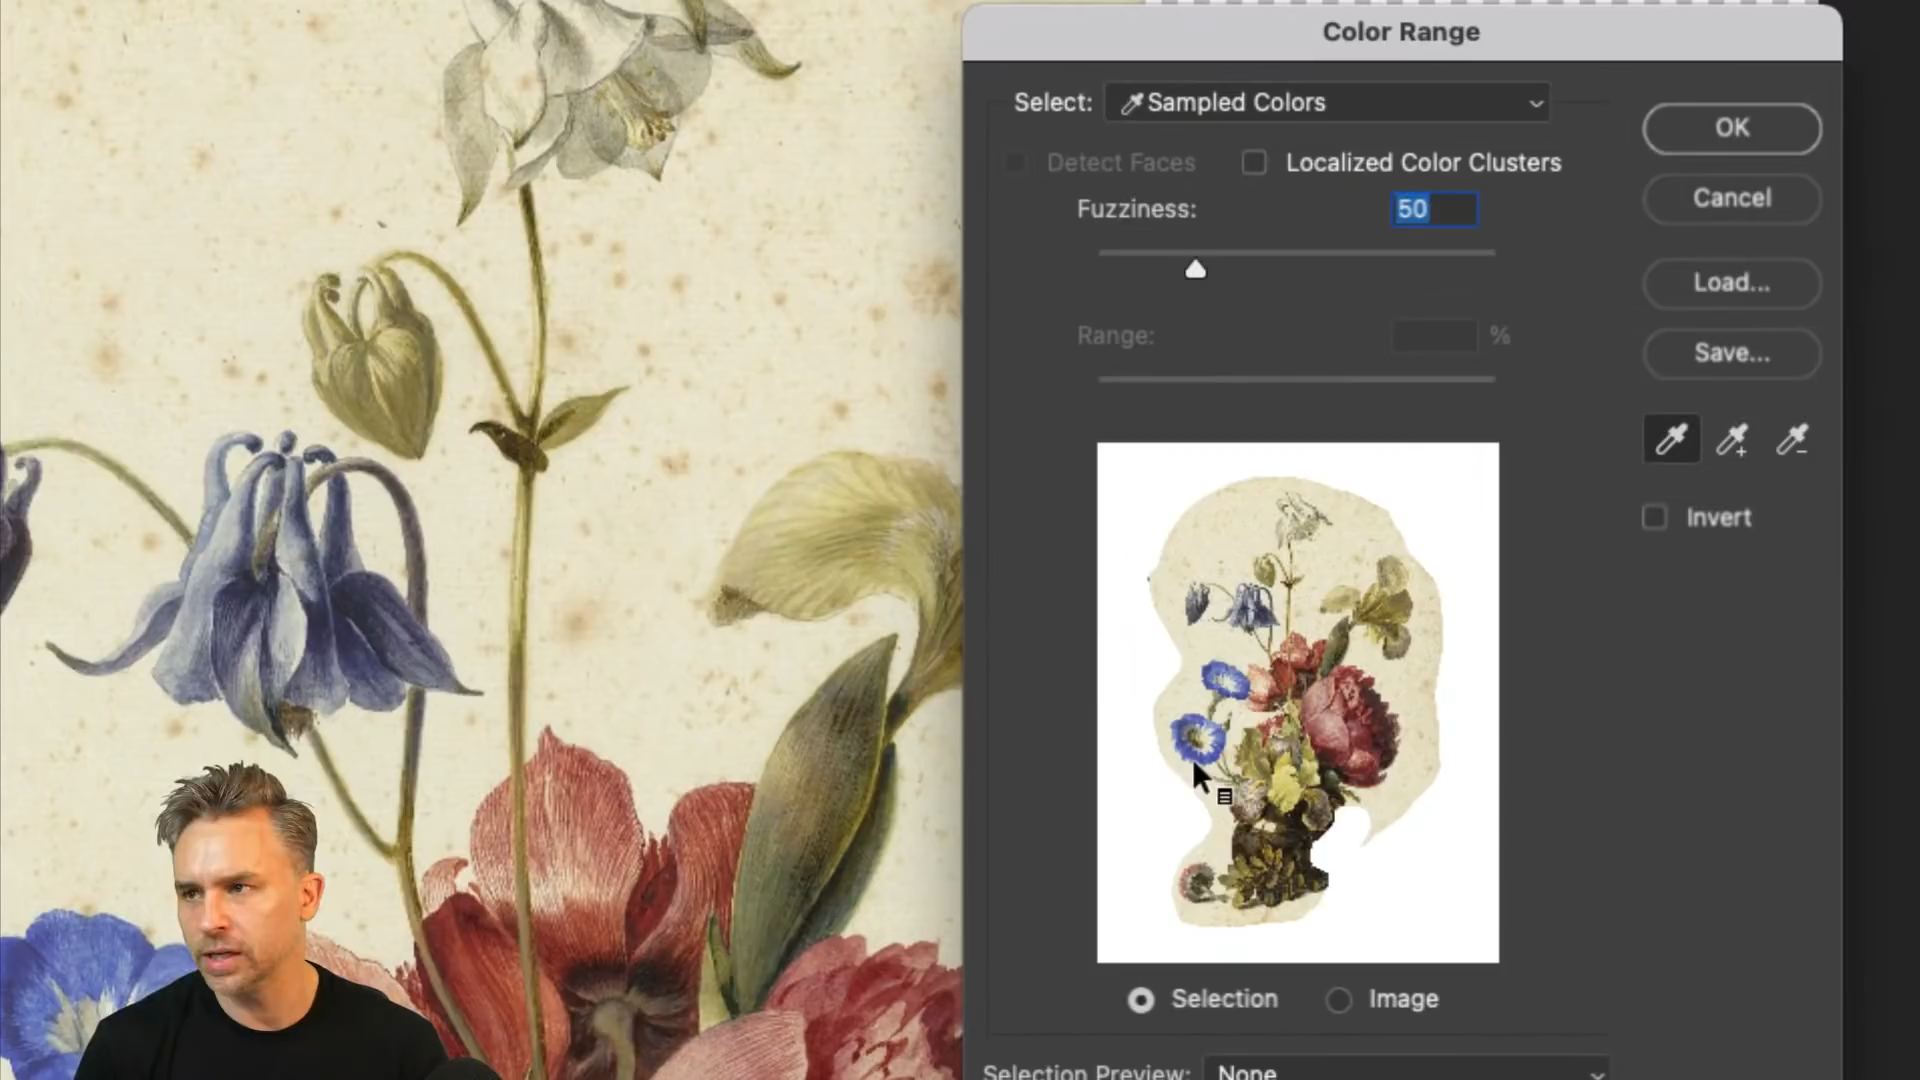 Color Range
Select: Sampled Colors
OK
Detect Faces Localized Color Clusters
Fuzziness: 50
Cancel
Load...
Range: %
Save...
Invert
Selection Image
Selection Preview: None